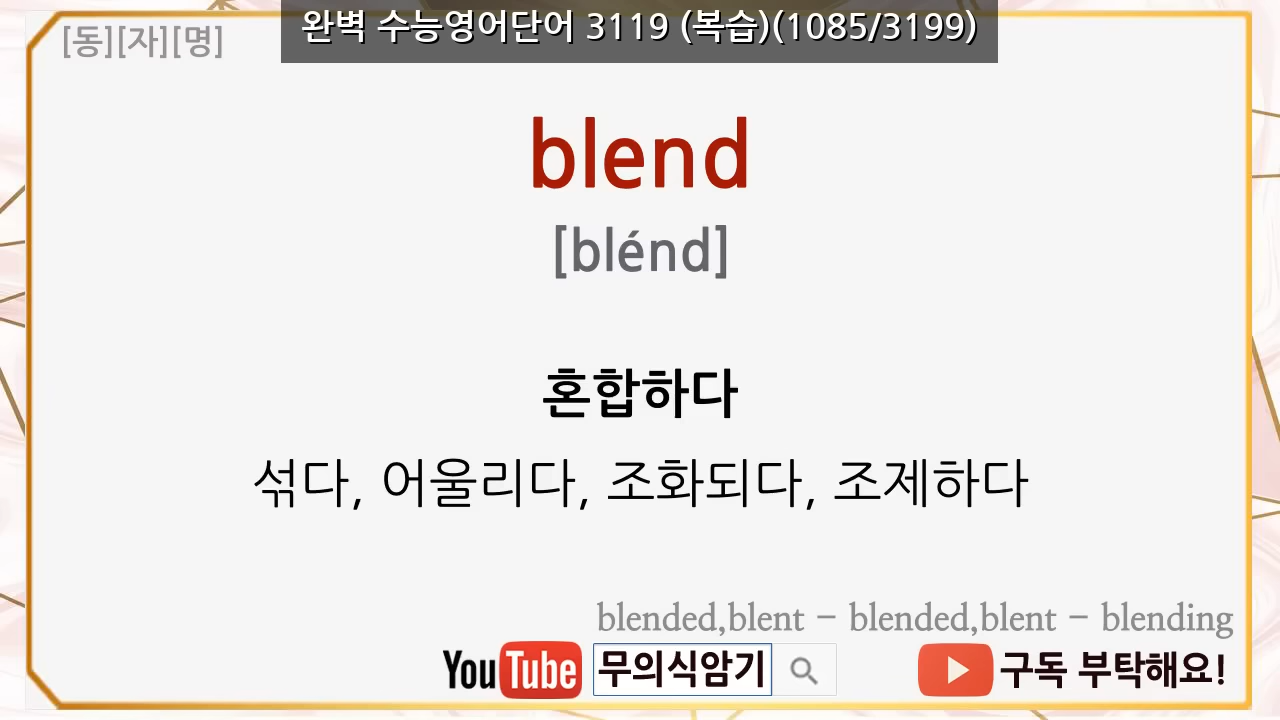 완벽 수능영어단어 3119 (복습)(1085/3199)
[동][자][명]
blend
[blénd]
혼합하다
섞다, 어울리다, 조화되다, 조제하다
blended,blent - blended,blent - blending
YouTube 무의식암기 구독 부탁해요!